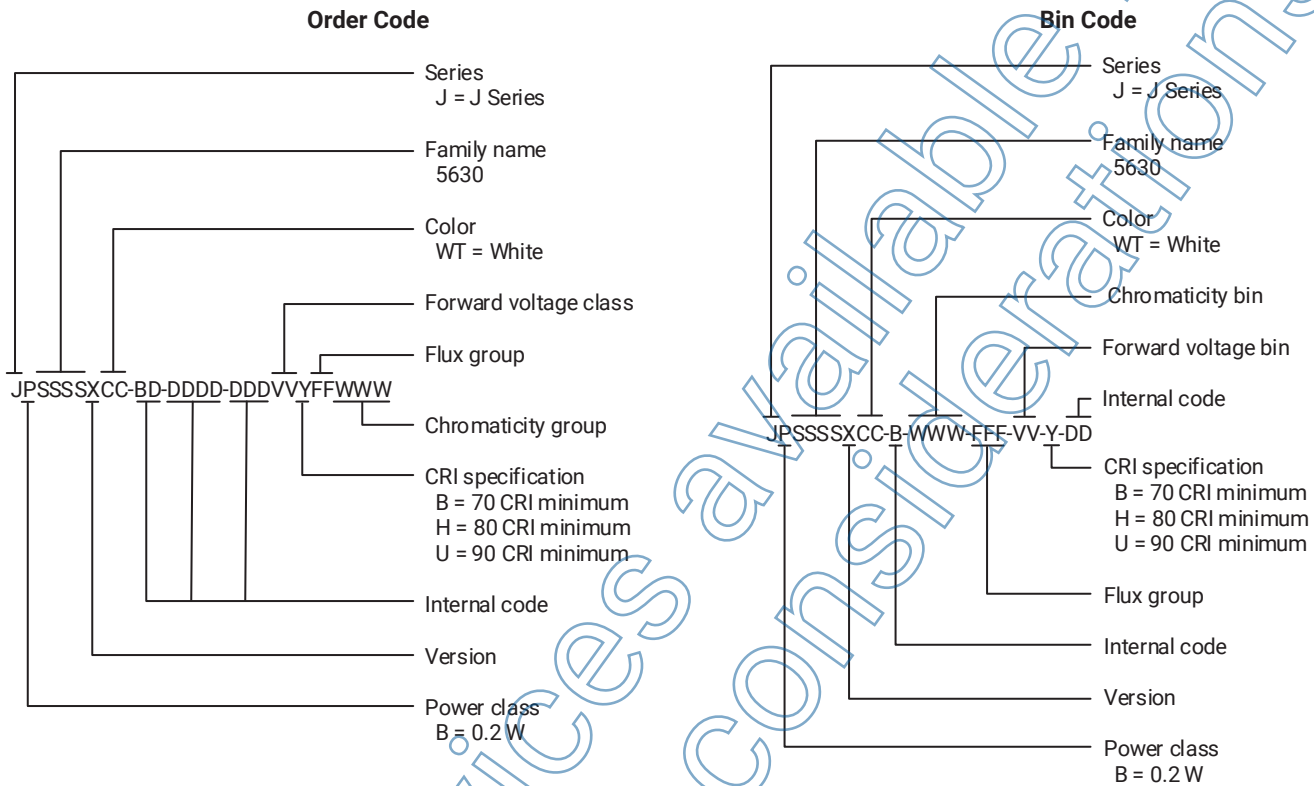 Order Code
Series
J = J Series
Family name
5630
Color
WT = White
Forward voltage class
Flux group
JPSSSSXCC-BD-DDDD-DDDVVYFFWWW
Chromaticity group
CRI specification
B = 70 CRI minimum
H = 80 CRI minimum
U = 90 CRI minimum
Internal code
Version
Power class
B = 0.2 W
Bin Code
Series
J = J Series
Family name
5630
Color
WT = White
Chromaticity bin
Forward voltage bin
Internal code
JPSSSSXCC-B-WWW-FFF-VV-Y-DD
CRI specification
B = 70 CRI minimum
H = 80 CRI minimum
U = 90 CRI minimum
Flux group
Internal code
Version
Power class
B = 0.2 W
available
considerations